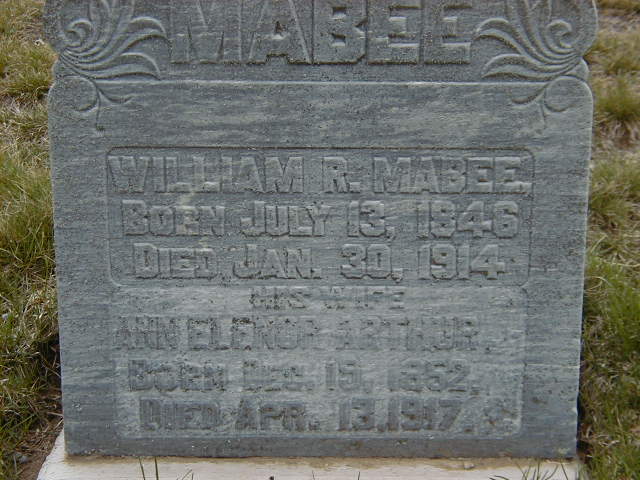 MABEE
WILLIAM R. MABEE.
BORN JULY 13, 1846
DIED JAN. 30, 1914
HIS WIFE
ANN ELENOR ARTHUR.
BORN DEC. 15, 1852.
DIED APR. 13, 1917.